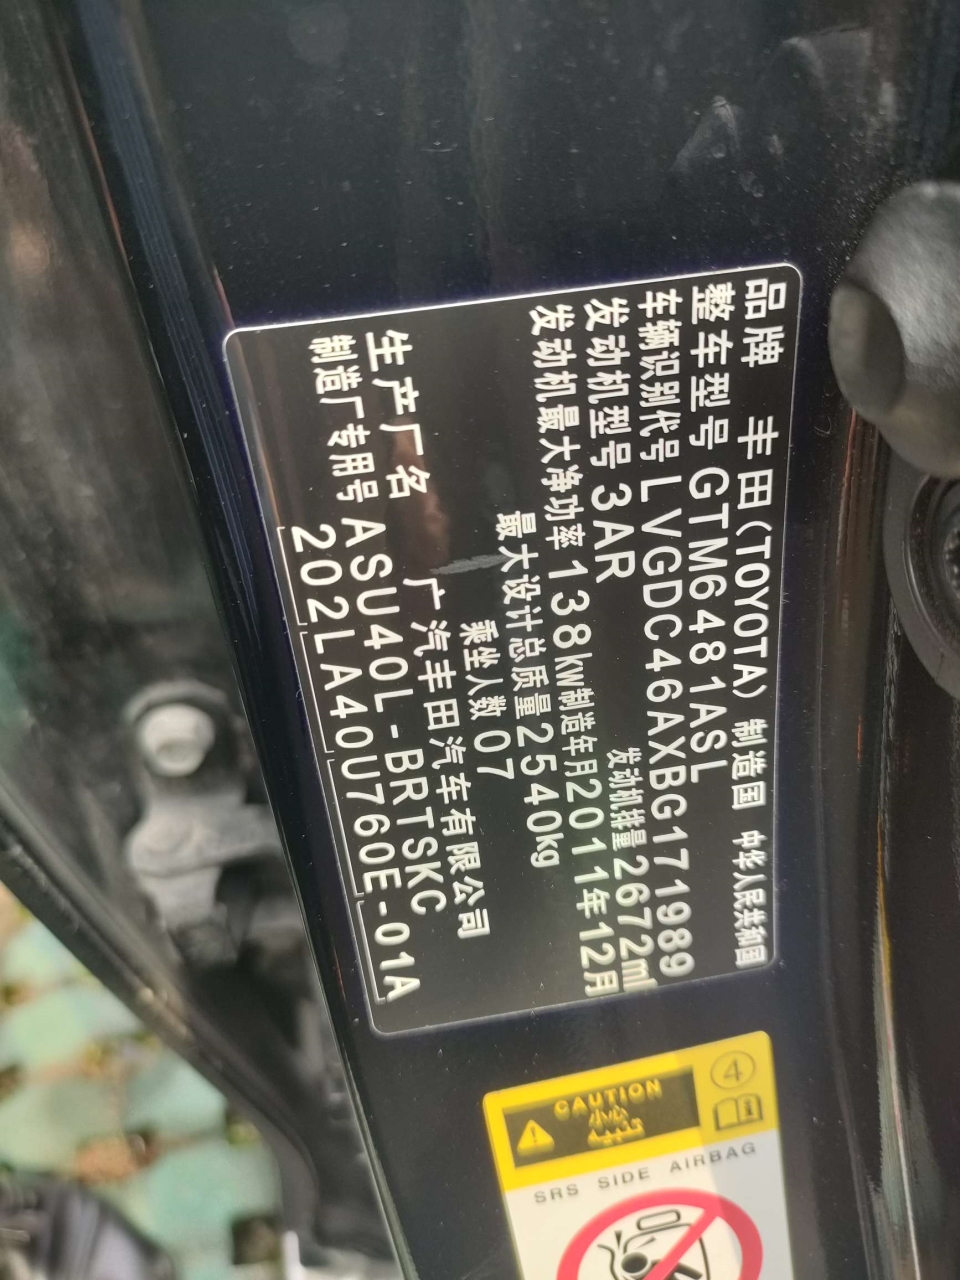 品牌 丰田(TOYOTA) 制造国 中华人民共和国
整车型号 GTM6481ASL
车辆识别代号 LVGDC46AXBG171989
发动机型号 3AR 发动机排量 2672ml
发动机最大净功率 138kW 制造年月 2011年12月
最大设计总质量 2540kg
乘坐人数 07
生产厂名 广汽丰田汽车有限公司
制造厂专用号 ASU40L-BRTSKC
202LA40U760E-01A
4
CAUTION
小心
SRS SIDE AIRBAG